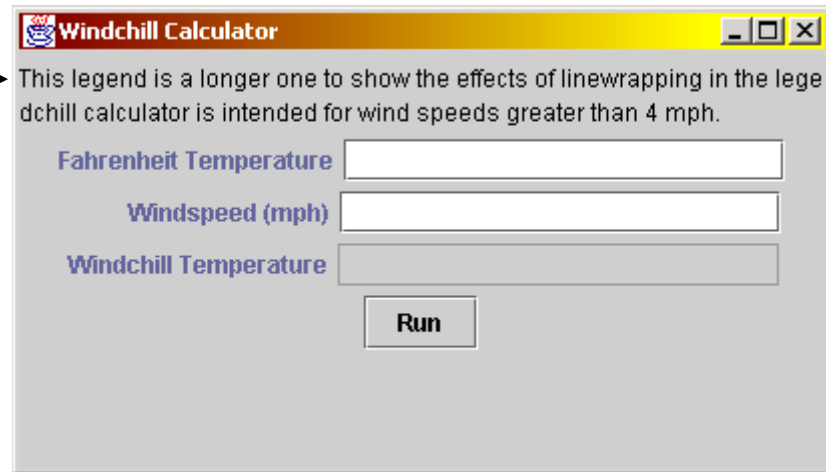 Windchill Calculator
This legend is a longer one to show the effects of linewrapping in the lege
dchill calculator is intended for wind speeds greater than 4 mph.
Fahrenheit Temperature
Windspeed (mph)
Windchill Temperature
Run